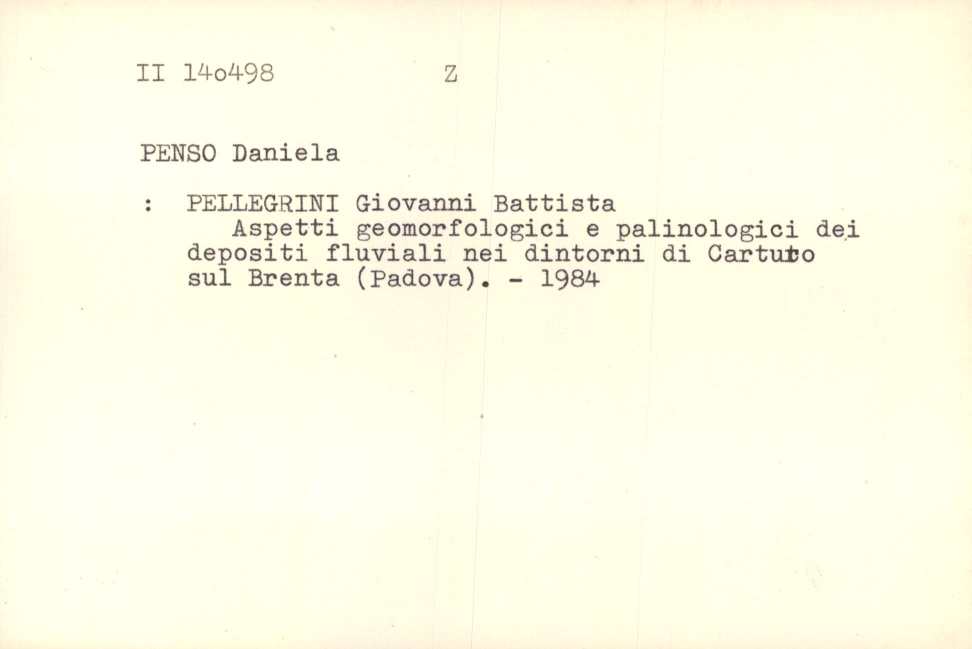 II 14o498 Z
PENSO Daniela
: PELLEGRINI Giovanni Battista
Aspetti geomorfologici e palinologici dei
depositi fluviali nei dintorni di Carturo
sul Brenta (Padova). - 1984